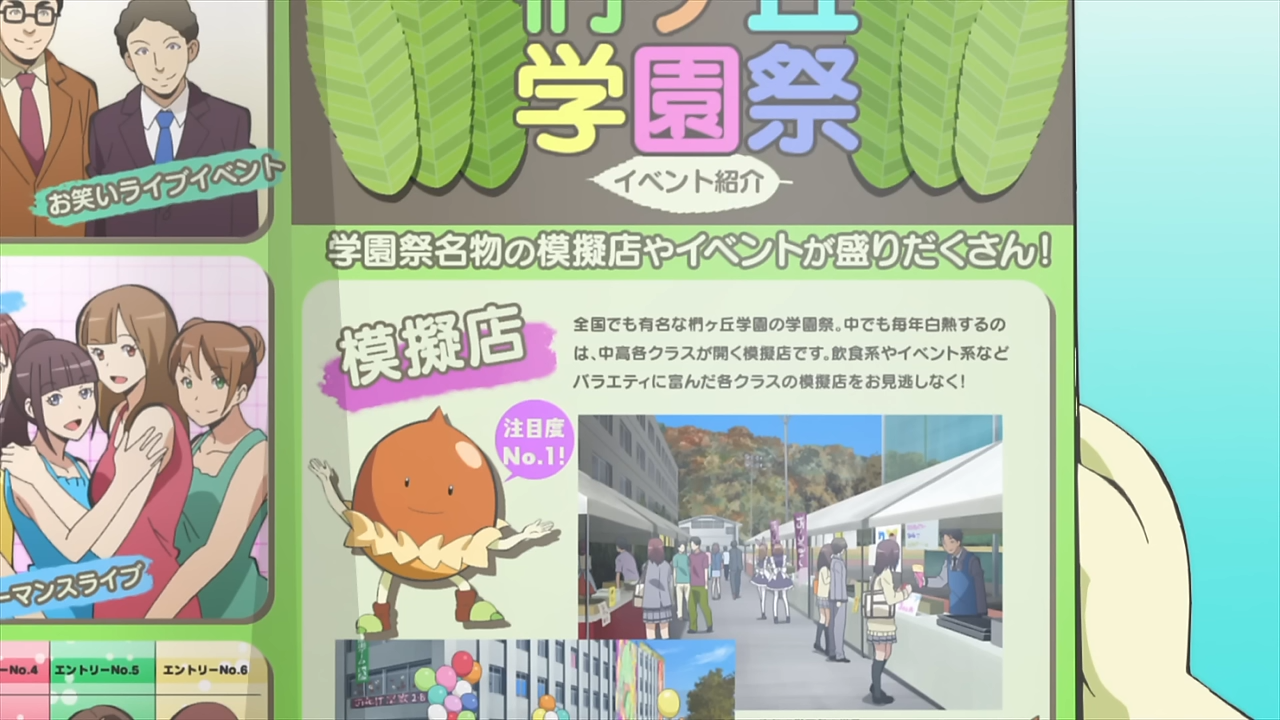 椚ヶ丘
学園祭
イベント紹介
お笑いライブイベント
学園祭名物の模擬店やイベントが盛りだくさん!
模擬店
全国でも有名な椚ヶ丘学園の学園祭。中でも毎年白熱するの
は、中高各クラスが開く模擬店です。飲食系やイベント系など
バラエティに富んだ各クラスの模擬店をお見逃しなく!
注目度
No.1!
ーマンスライブ
ーNo.4
エントリーNo.5
エントリーNo.6